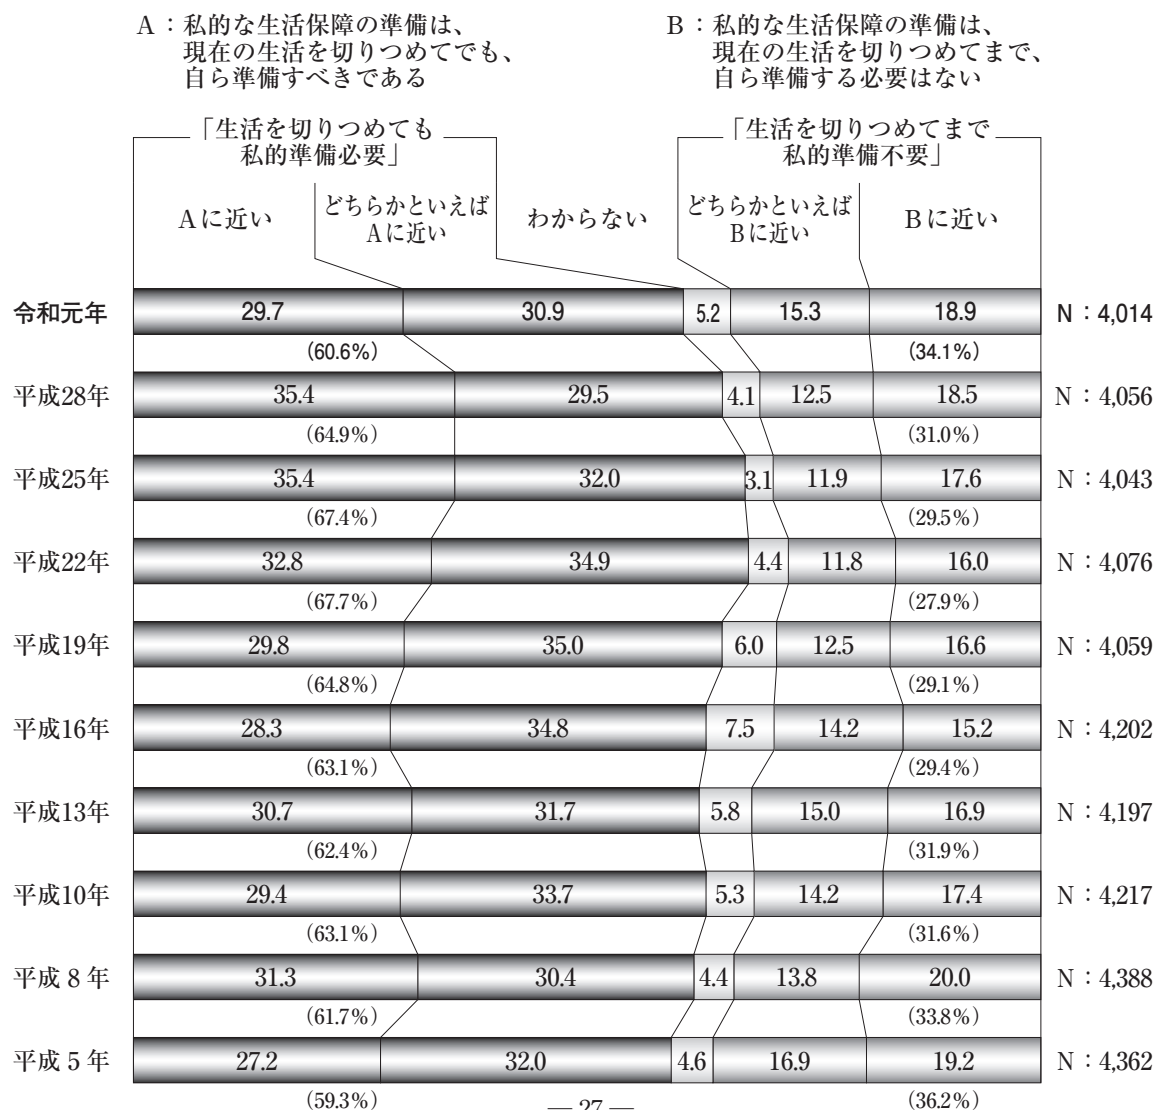 A：私的な生活保障の準備は、
現在の生活を切りつめてでも、
自ら準備すべきである
B：私的な生活保障の準備は、
現在の生活を切りつめてまで、
自ら準備する必要はない
「生活を切りつめても
私的準備必要」
「生活を切りつめてまで
私的準備不要」
Aに近い
どちらかといえば
Aに近い
わからない
どちらかといえば
Bに近い
Bに近い
令和元年 29.7 30.9 5.2 15.3 18.9 N：4,014
(60.6%) (34.1%)
平成28年 35.4 29.5 4.1 12.5 18.5 N：4,056
(64.9%) (31.0%)
平成25年 35.4 32.0 3.1 11.9 17.6 N：4,043
(67.4%) (29.5%)
平成22年 32.8 34.9 4.4 11.8 16.0 N：4,076
(67.7%) (27.9%)
平成19年 29.8 35.0 6.0 12.5 16.6 N：4,059
(64.8%) (29.1%)
平成16年 28.3 34.8 7.5 14.2 15.2 N：4,202
(63.1%) (29.4%)
平成13年 30.7 31.7 5.8 15.0 16.9 N：4,197
(62.4%) (31.9%)
平成10年 29.4 33.7 5.3 14.2 17.4 N：4,217
(63.1%) (31.6%)
平成 8 年 31.3 30.4 4.4 13.8 20.0 N：4,388
(61.7%) (33.8%)
平成 5 年 27.2 32.0 4.6 16.9 19.2 N：4,362
(59.3%) — 27 — (36.2%)